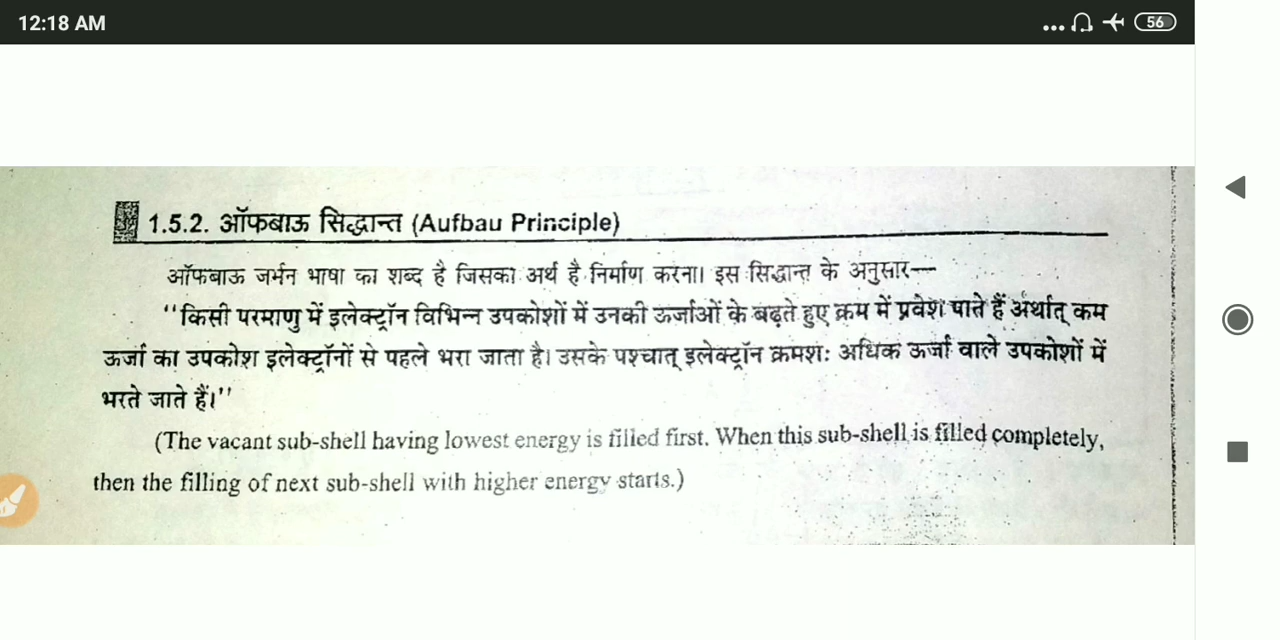 12:18 AM
56
1.5.2. ऑफबाऊ सिद्धान्त (Aufbau Principle)
ऑफबाऊ जर्मन भाषा का शब्द है जिसका अर्थ है निर्माण करना। इस सिद्धान्त के अनुसार—
‘‘किसी परमाणु में इलेक्ट्रॉन विभिन्न उपकोशों में उनकी ऊर्जाओं के बढ़ते हुए क्रम में प्रवेश पाते हैं अर्थात् कम
ऊर्जा का उपकोश इलेक्ट्रॉनों से पहले भरा जाता है। उसके पश्चात् इलेक्ट्रॉन क्रमशः अधिक ऊर्जा वाले उपकोशों में
भरते जाते हैं।’’
(The vacant sub-shell having lowest energy is filled first. When this sub-shell is filled completely,
then the filling of next sub-shell with higher energy starts.)